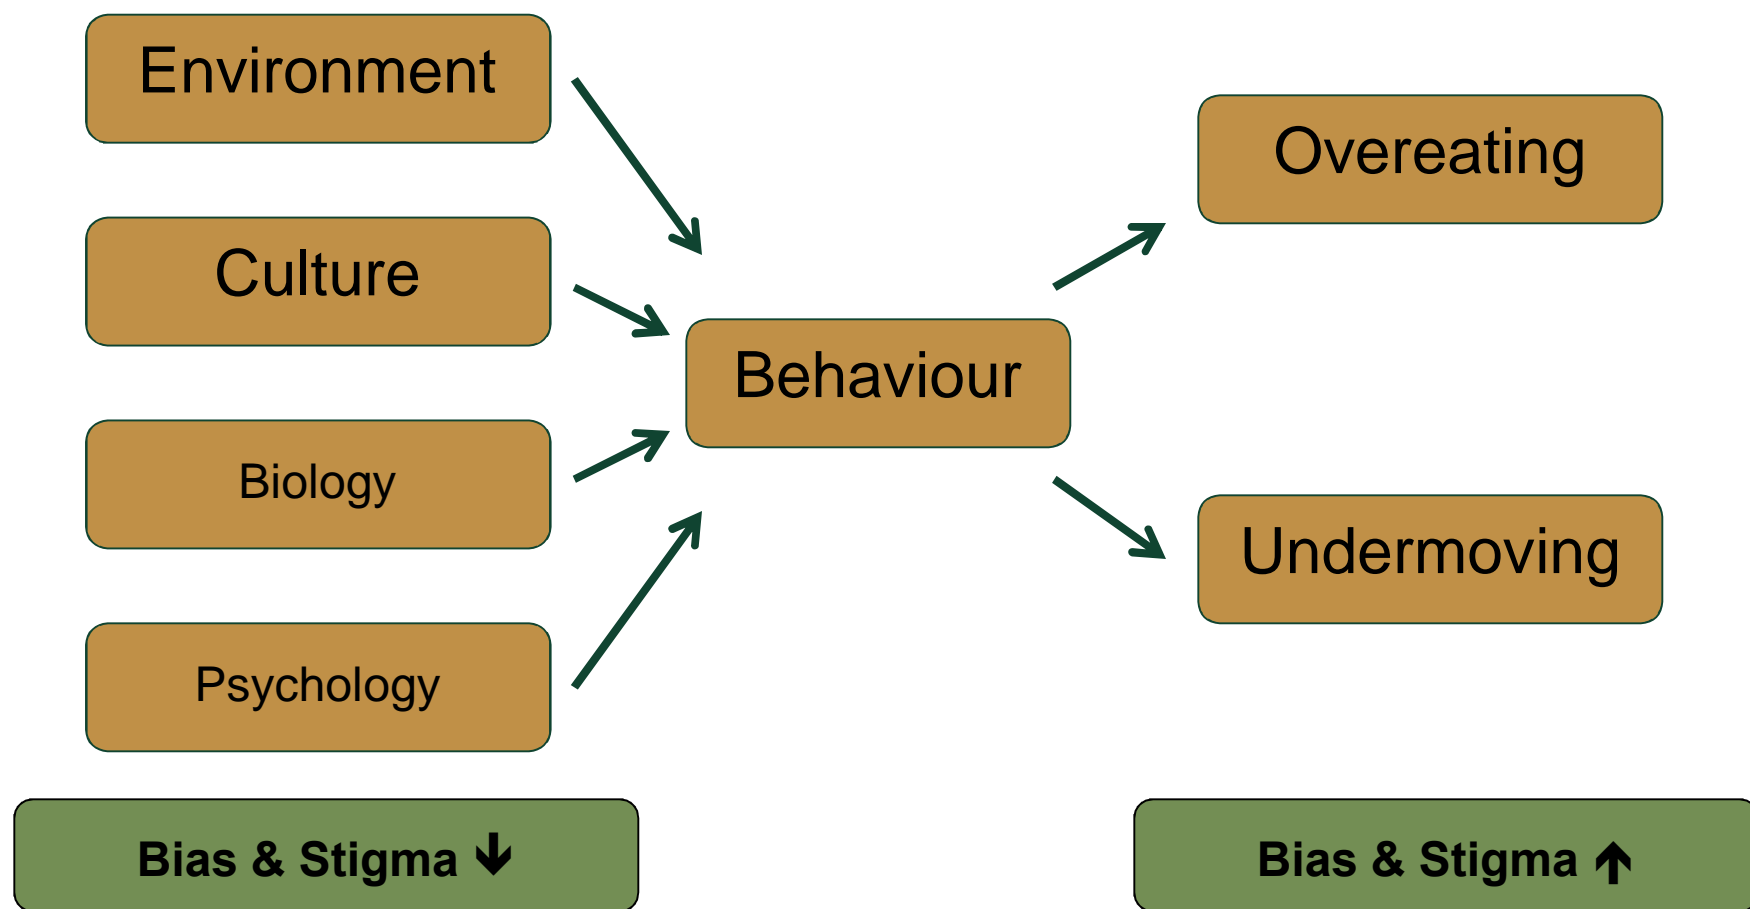 Environment
Culture
Biology
Psychology
Behaviour
Overeating
Undermoving
Bias & Stigma 🡻
Bias & Stigma 🡹